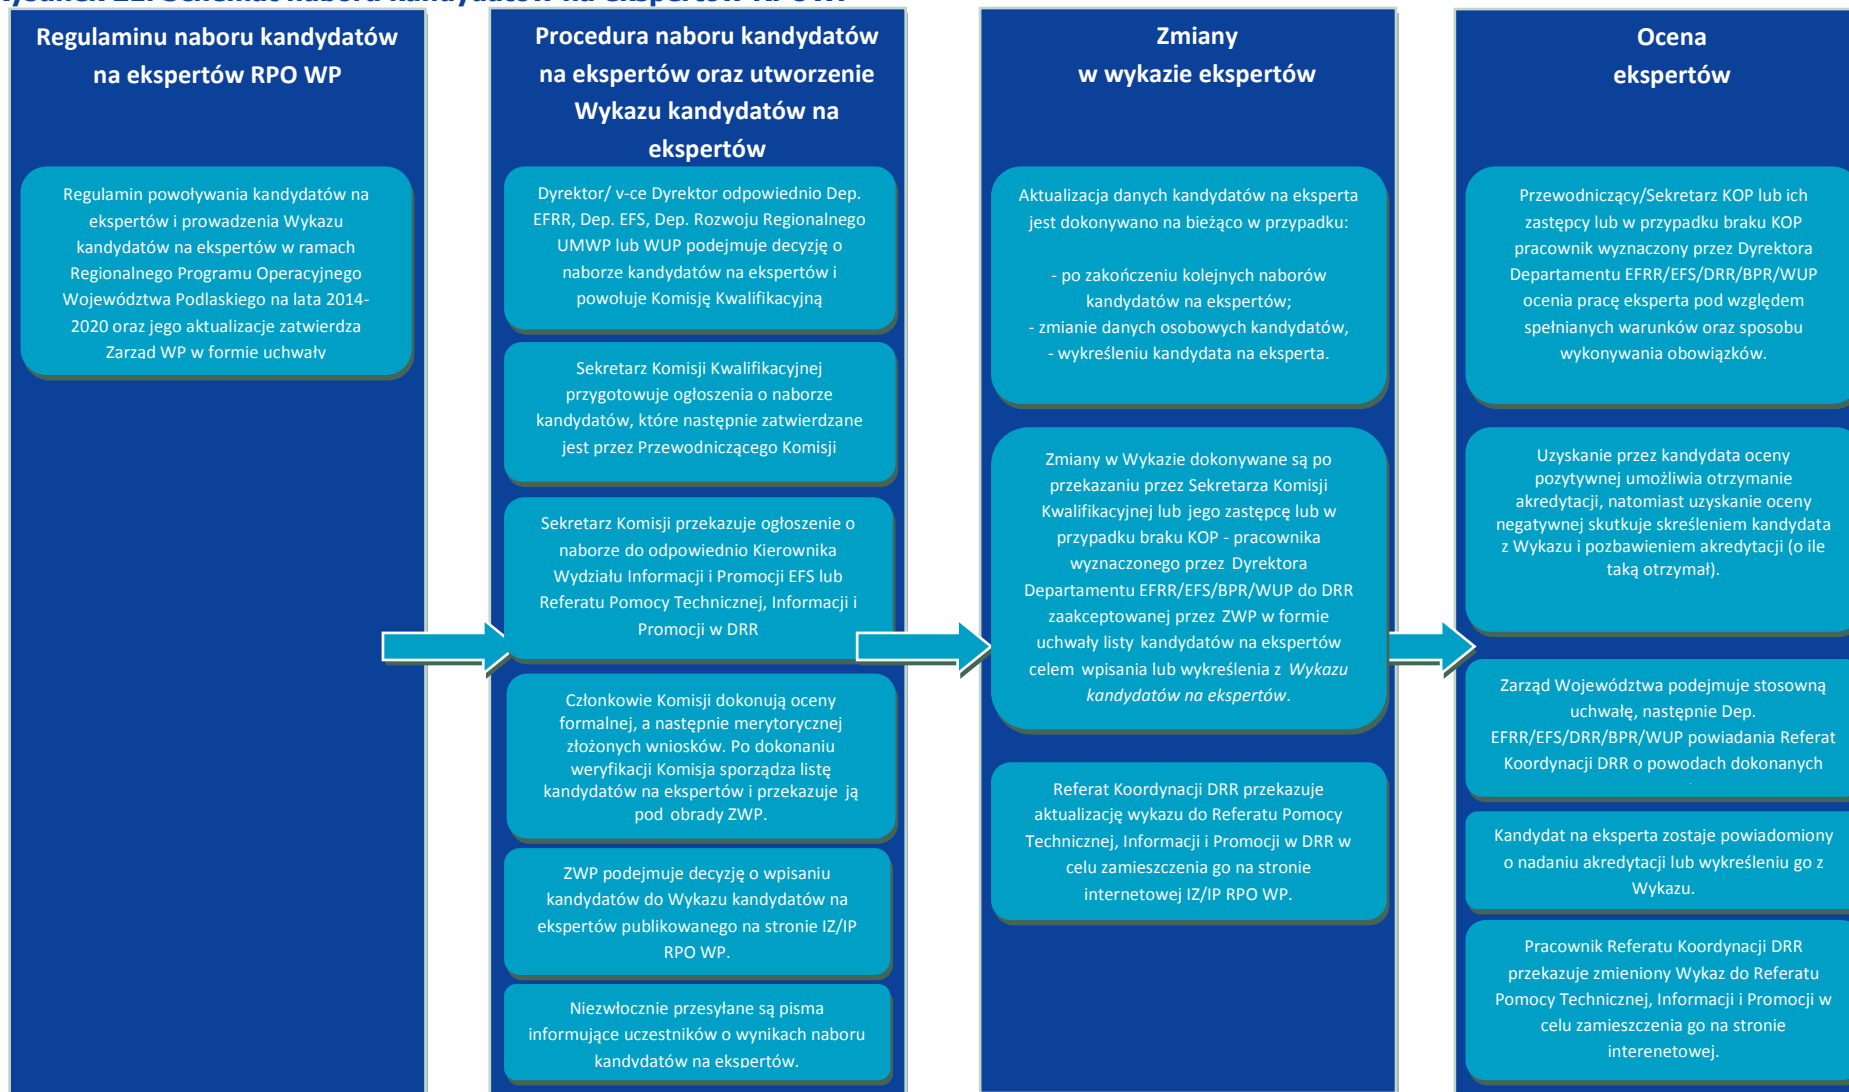 Regulaminu naboru kandydatów
na ekspertów RPO WP
Regulamin powoływania kandydatów na
ekspertów i prowadzenia Wykazu
kandydatów na ekspertów w ramach
Regionalnego Programu Operacyjnego
Województwa Podlaskiego na lata 2014-
2020 oraz jego aktualizacje zatwierdza
Zarząd WP w formie uchwały
Procedura naboru kandydatów
na ekspertów oraz utworzenie
Wykazu kandydatów na
ekspertów
Dyrektor/ v-ce Dyrektor odpowiednio Dep.
EFRR, Dep. EFS, Dep. Rozwoju Regionalnego
UMWP lub WUP podejmuje decyzję o
naborze kandydatów na ekspertów i
powołuje Komisję Kwalifikacyjną
Sekretarz Komisji Kwalifikacyjnej
przygotowuje ogłoszenia o naborze
kandydatów, które następnie zatwierdzane
jest przez Przewodniczącego Komisji
Sekretarz Komisji przekazuje ogłoszenie o
naborze do odpowiednio Kierownika
Wydziału Informacji i Promocji EFS lub
Referatu Pomocy Technicznej, Informacji i
Promocji w DRR
Członkowie Komisji dokonują oceny
formalnej, a następnie merytorycznej
złożonych wniosków. Po dokonaniu
weryfikacji Komisja sporządza listę
kandydatów na ekspertów i przekazuje ją
pod obrady ZWP.
ZWP podejmuje decyzję o wpisaniu
kandydatów do Wykazu kandydatów na
ekspertów publikowanego na stronie IZ/IP
RPO WP.
Niezwłocznie przesyłane są pisma
informujące uczestników o wynikach naboru
kandydatów na ekspertów.
Zmiany
w wykazie ekspertów
Aktualizacja danych kandydatów na eksperta
jest dokonywano na bieżąco w przypadku:
- po zakończeniu kolejnych naborów
kandydatów na ekspertów;
- zmianie danych osobowych kandydatów,
- wykreśleniu kandydata na eksperta.
Zmiany w Wykazie dokonywane są po
przekazaniu przez Sekretarza Komisji
Kwalifikacyjnej lub jego zastępcę lub w
przypadku braku KOP - pracownika
wyznaczonego przez Dyrektora
Departamentu EFRR/EFS/BPR/WUP do DRR
zaakceptowanej przez ZWP w formie
uchwały listy kandydatów na ekspertów
celem wpisania lub wykreślenia z Wykazu
kandydatów na ekspertów.
Referat Koordynacji DRR przekazuje
aktualizację wykazu do Referatu Pomocy
Technicznej, Informacji i Promocji w DRR w
celu zamieszczenia go na stronie
internetowej IZ/IP RPO WP.
Ocena
ekspertów
Przewodniczący/Sekretarz KOP lub ich
zastępcy lub w przypadku braku KOP
pracownik wyznaczony przez Dyrektora
Departamentu EFRR/EFS/DRR/BPR/WUP
ocenia pracę eksperta pod względem
spełnianych warunków oraz sposobu
wykonywania obowiązków.
Uzyskanie przez kandydata oceny
pozytywnej umożliwia otrzymanie
akredytacji, natomiast uzyskanie oceny
negatywnej skutkuje skreśleniem kandydata
z Wykazu i pozbawieniem akredytacji (o ile
taką otrzymał).
Zarząd Województwa podejmuje stosowną
uchwałę, następnie Dep.
EFRR/EFS/DRR/BPR/WUP powiadania Referat
Koordynacji DRR o powodach dokonanych
Kandydat na eksperta zostaje powiadomiony
o nadaniu akredytacji lub wykreśleniu go z
Wykazu.
Pracownik Referatu Koordynacji DRR
przekazuje zmieniony Wykaz do Referatu
Pomocy Technicznej, Informacji i Promocji w
celu zamieszczenia go na stronie
interenetowej.